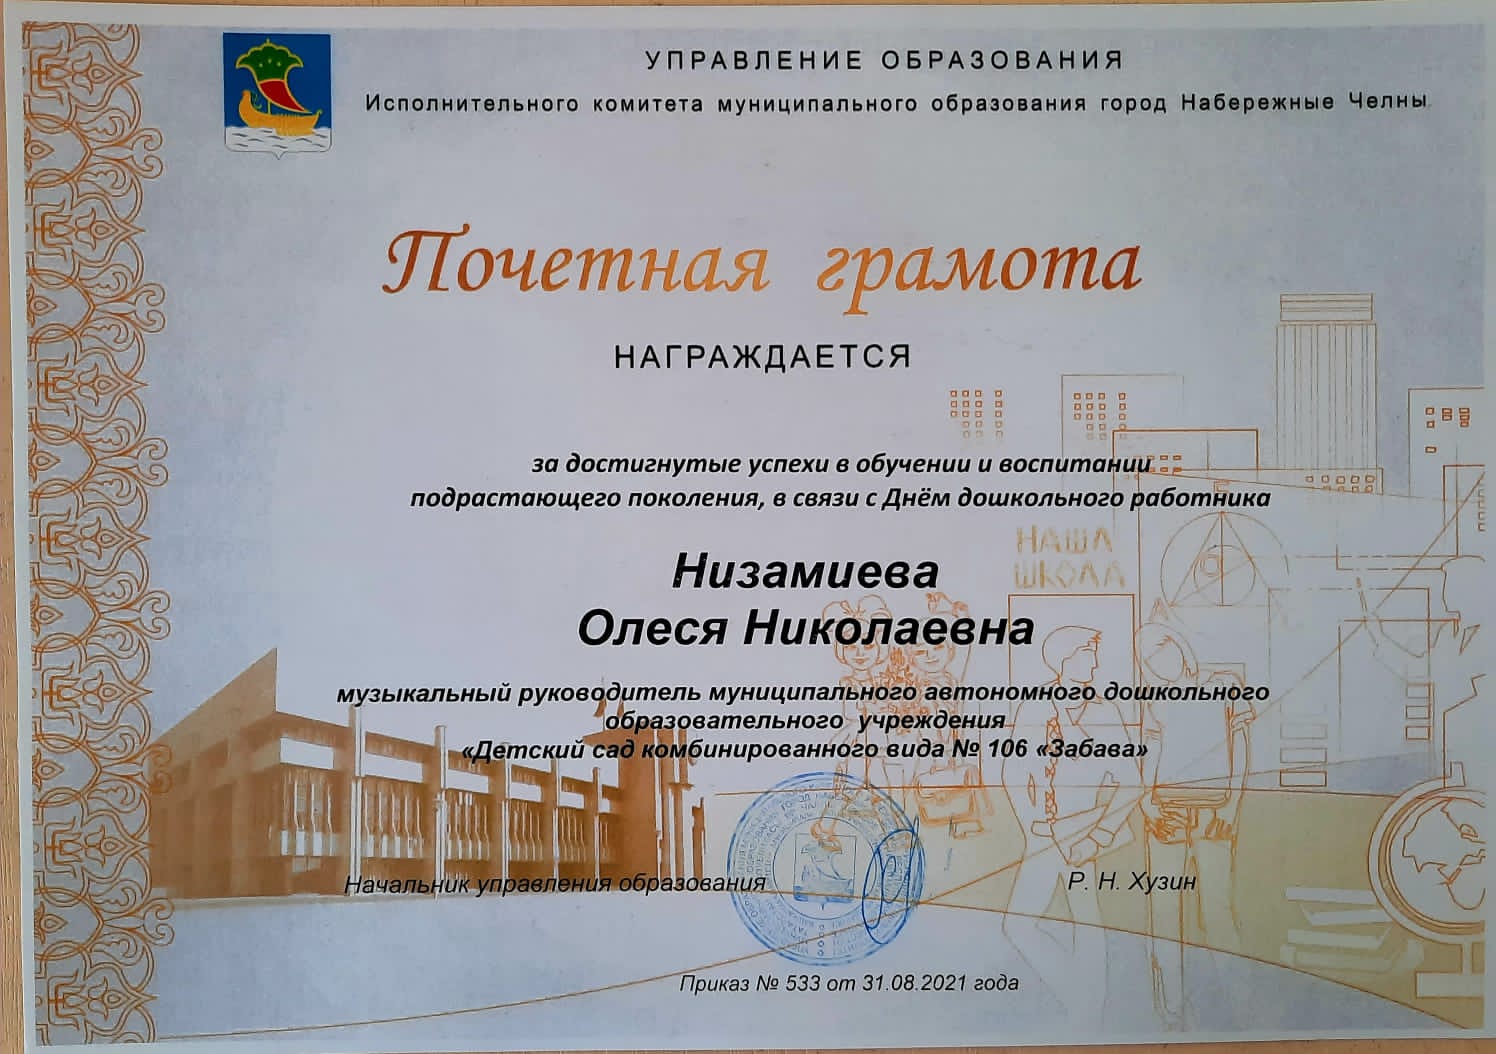 УПРАВЛЕНИЕ ОБРАЗОВАНИЯ
Исполнительного комитета муниципального образования город Набережные Челны
Почетная грамота
НАГРАЖДАЕТСЯ
за достигнутые успехи в обучении и воспитании
подрастающего поколения, в связи с Днём дошкольного работника
НАША
ШКОЛА
Низамиева
Олеся Николаевна
музыкальный руководитель муниципального автономного дошкольного
образовательного учреждения
«Детский сад комбинированного вида № 106 «Забава»
Начальник управления образования
Р. Н. Хузин
Приказ № 533 от 31.08.2021 года